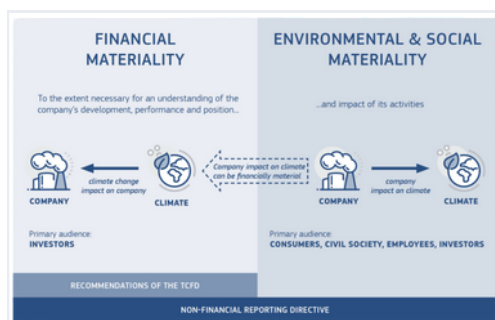 FINANCIAL
MATERIALITY
To the extent necessary for an understanding of the
company's development, performance and position...
COMPANY
climate change
impact on company
CLIMATE
Primary audience:
INVESTORS
RECOMMENDATIONS OF THE TCFD
Company impact on climate
can be financially material
ENVIRONMENTAL & SOCIAL
MATERIALITY
...and impact of its activities
COMPANY
company
impact on climate
CLIMATE
Primary audience:
CONSUMERS, CIVIL SOCIETY, EMPLOYEES, INVESTORS
NON-FINANCIAL REPORTING DIRECTIVE